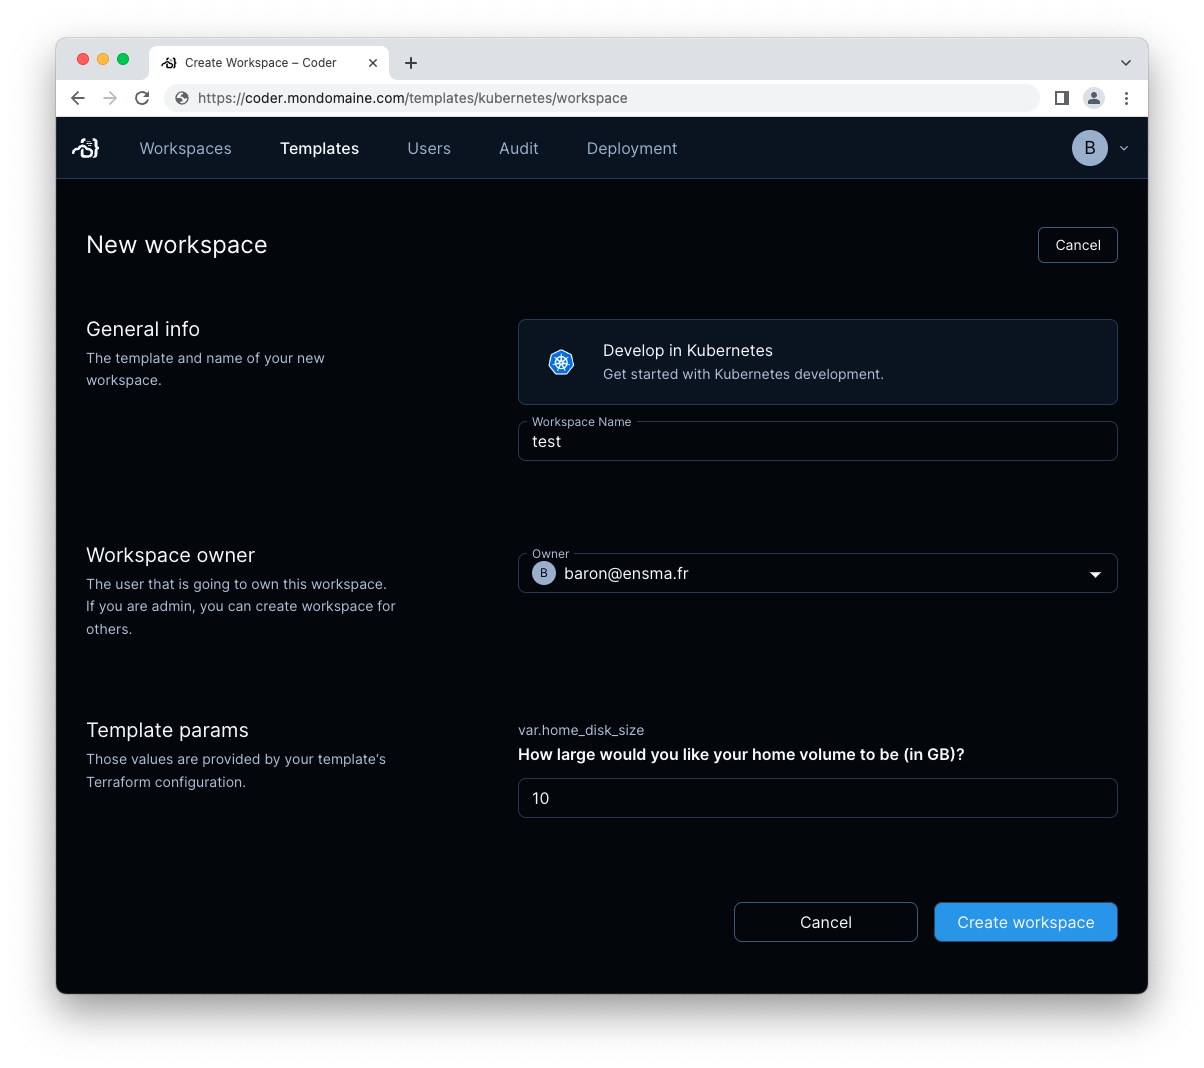 Create Workspace – Coder
https://coder.mondomaine.com/templates/kubernetes/workspace
Workspaces Templates Users Audit Deployment B
New workspace
Cancel
General info
The template and name of your new
workspace.
Develop in Kubernetes
Get started with Kubernetes development.
Workspace Name
test
Workspace owner
The user that is going to own this workspace.
If you are admin, you can create workspace for
others.
Owner
B baron@ensma.fr
Template params
Those values are provided by your template's
Terraform configuration.
var.home_disk_size
How large would you like your home volume to be (in GB)?
10
Cancel
Create workspace